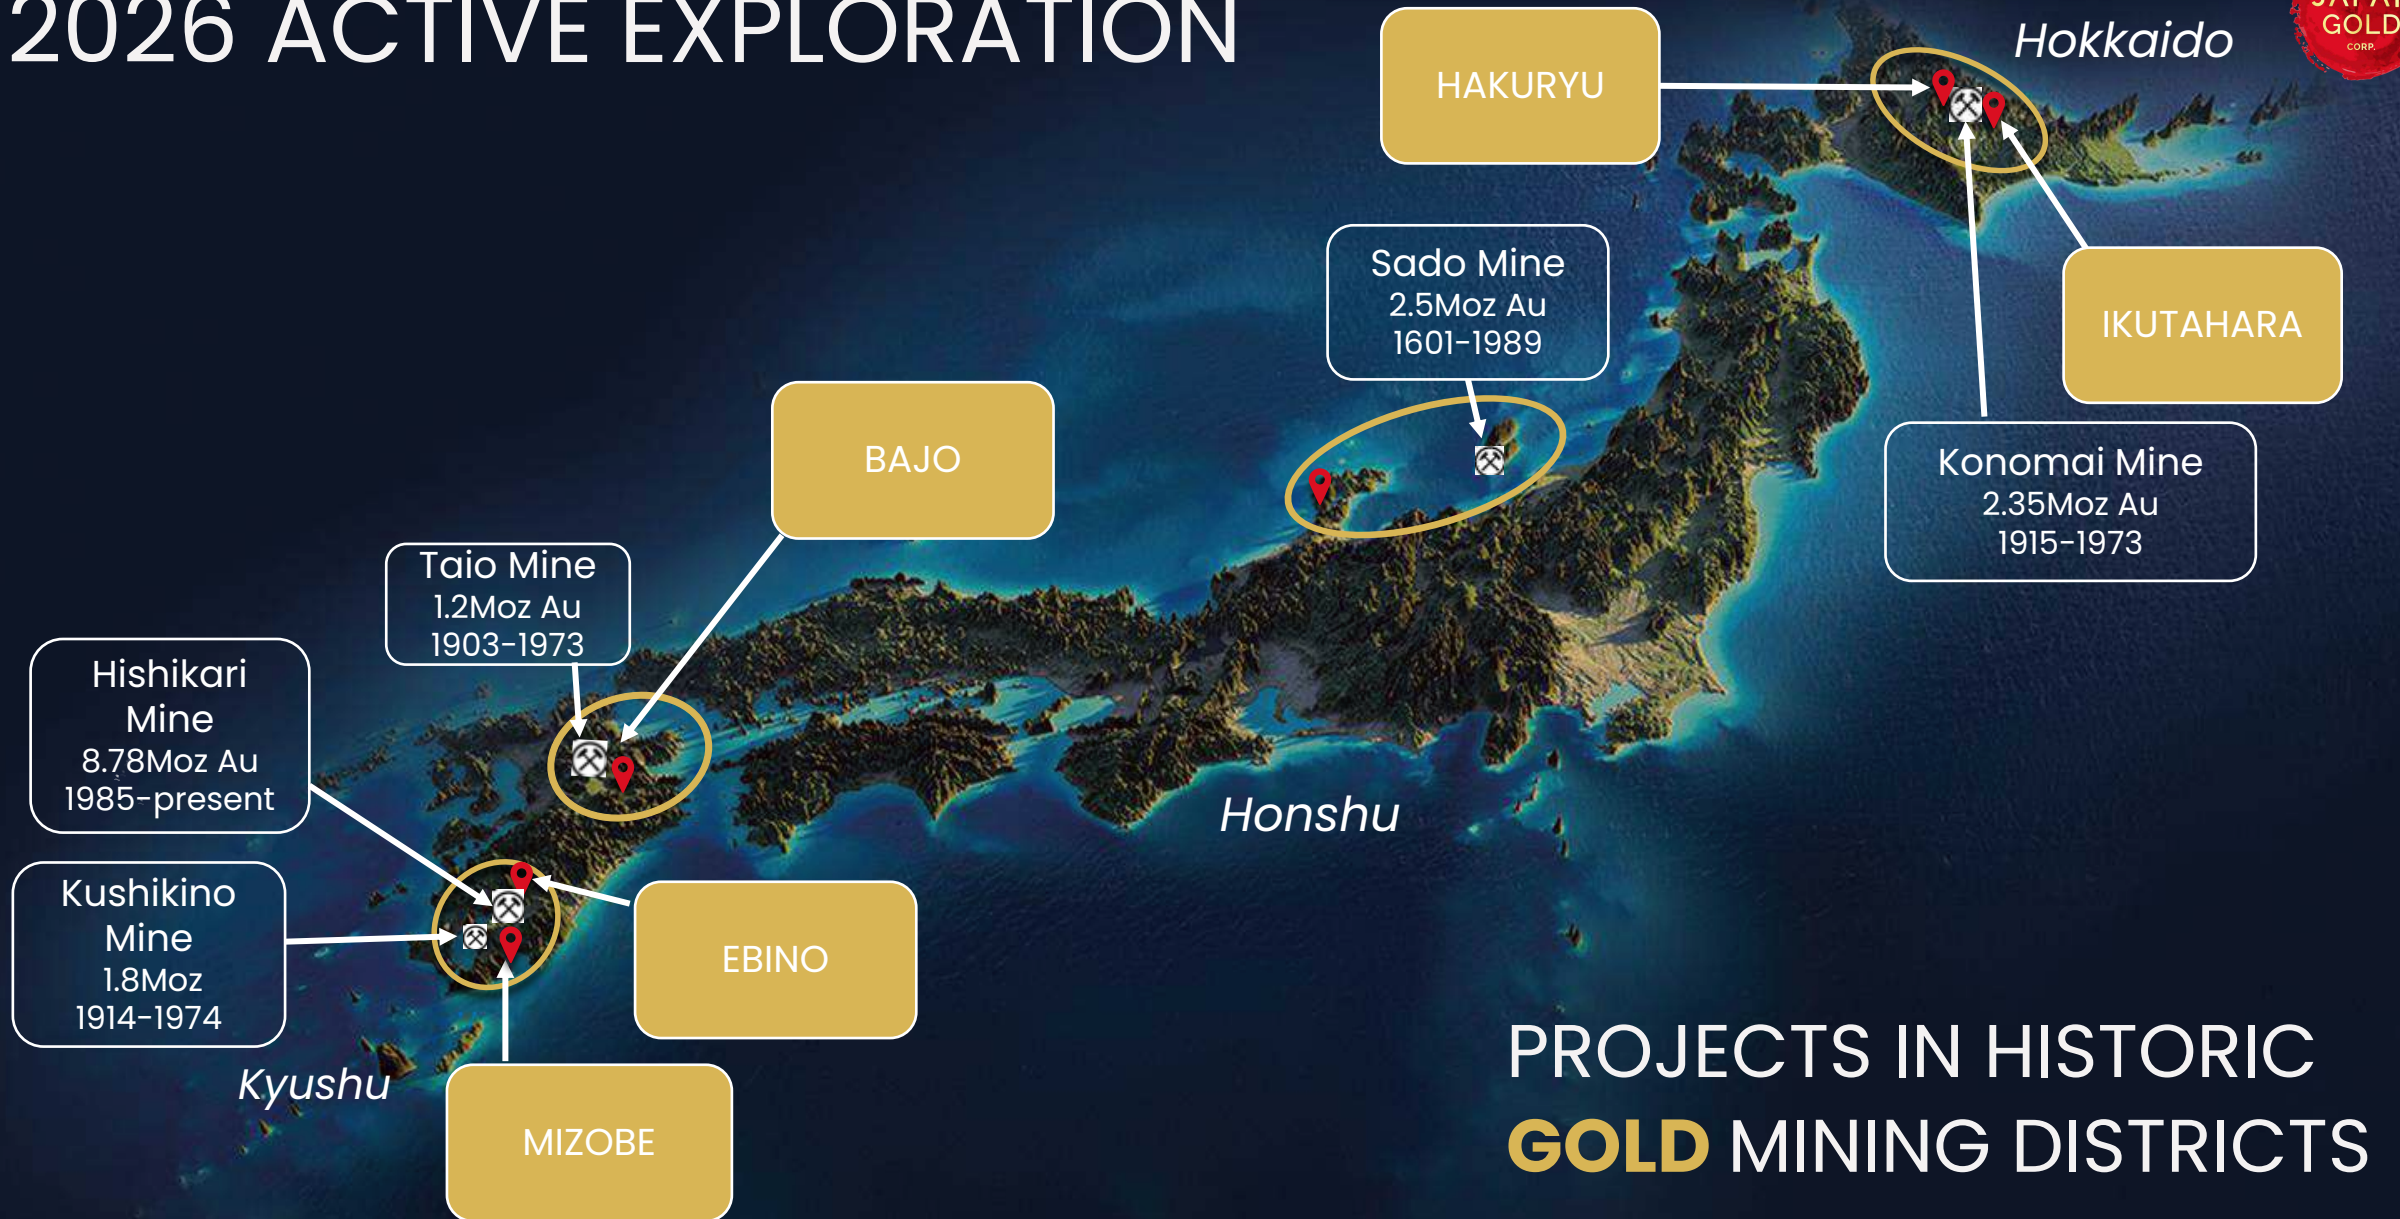 2026 ACTIVE EXPLORATION
Hokkaido
GOLD
CORP.
HAKURYU
Sado Mine
2.5Moz Au
1601-1989
IKUTAHARA
BAJO
Konomai Mine
2.35Moz Au
1915-1973
Taio Mine
1.2Moz Au
1903-1973
Hishikari
Mine
8.78Moz Au
1985-present
Honshu
Kushikino
Mine
1.8Moz
1914-1974
EBINO
Kyushu
MIZOBE
PROJECTS IN HISTORIC
GOLD MINING DISTRICTS